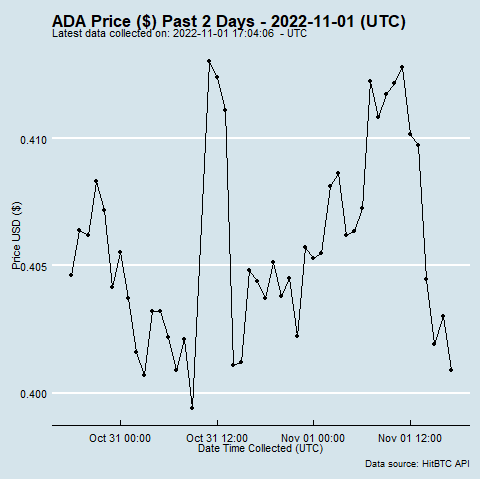 ADA Price ($) Past 2 Days - 2022-11-01 (UTC)
Latest data collected on: 2022-11-01 17:04:06 - UTC
0.410
0.405
0.400
Price USD ($)
Oct 31 00:00
Oct 31 12:00
Nov 01 00:00
Nov 01 12:00
Date Time Collected (UTC)
Data source: HitBTC API